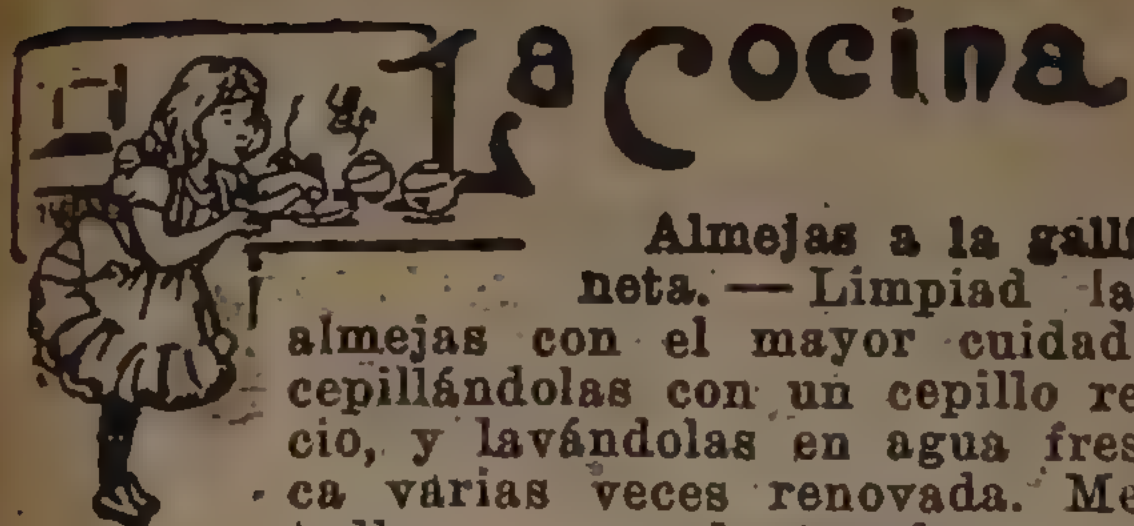 La Cocina
Almejas a la galli
neta. — Limpiad la
almejas con el mayor cuidad
cepillándolas con un cepillo re
cio, y lavándolas en agua fres
ca varias veces renovada. Me